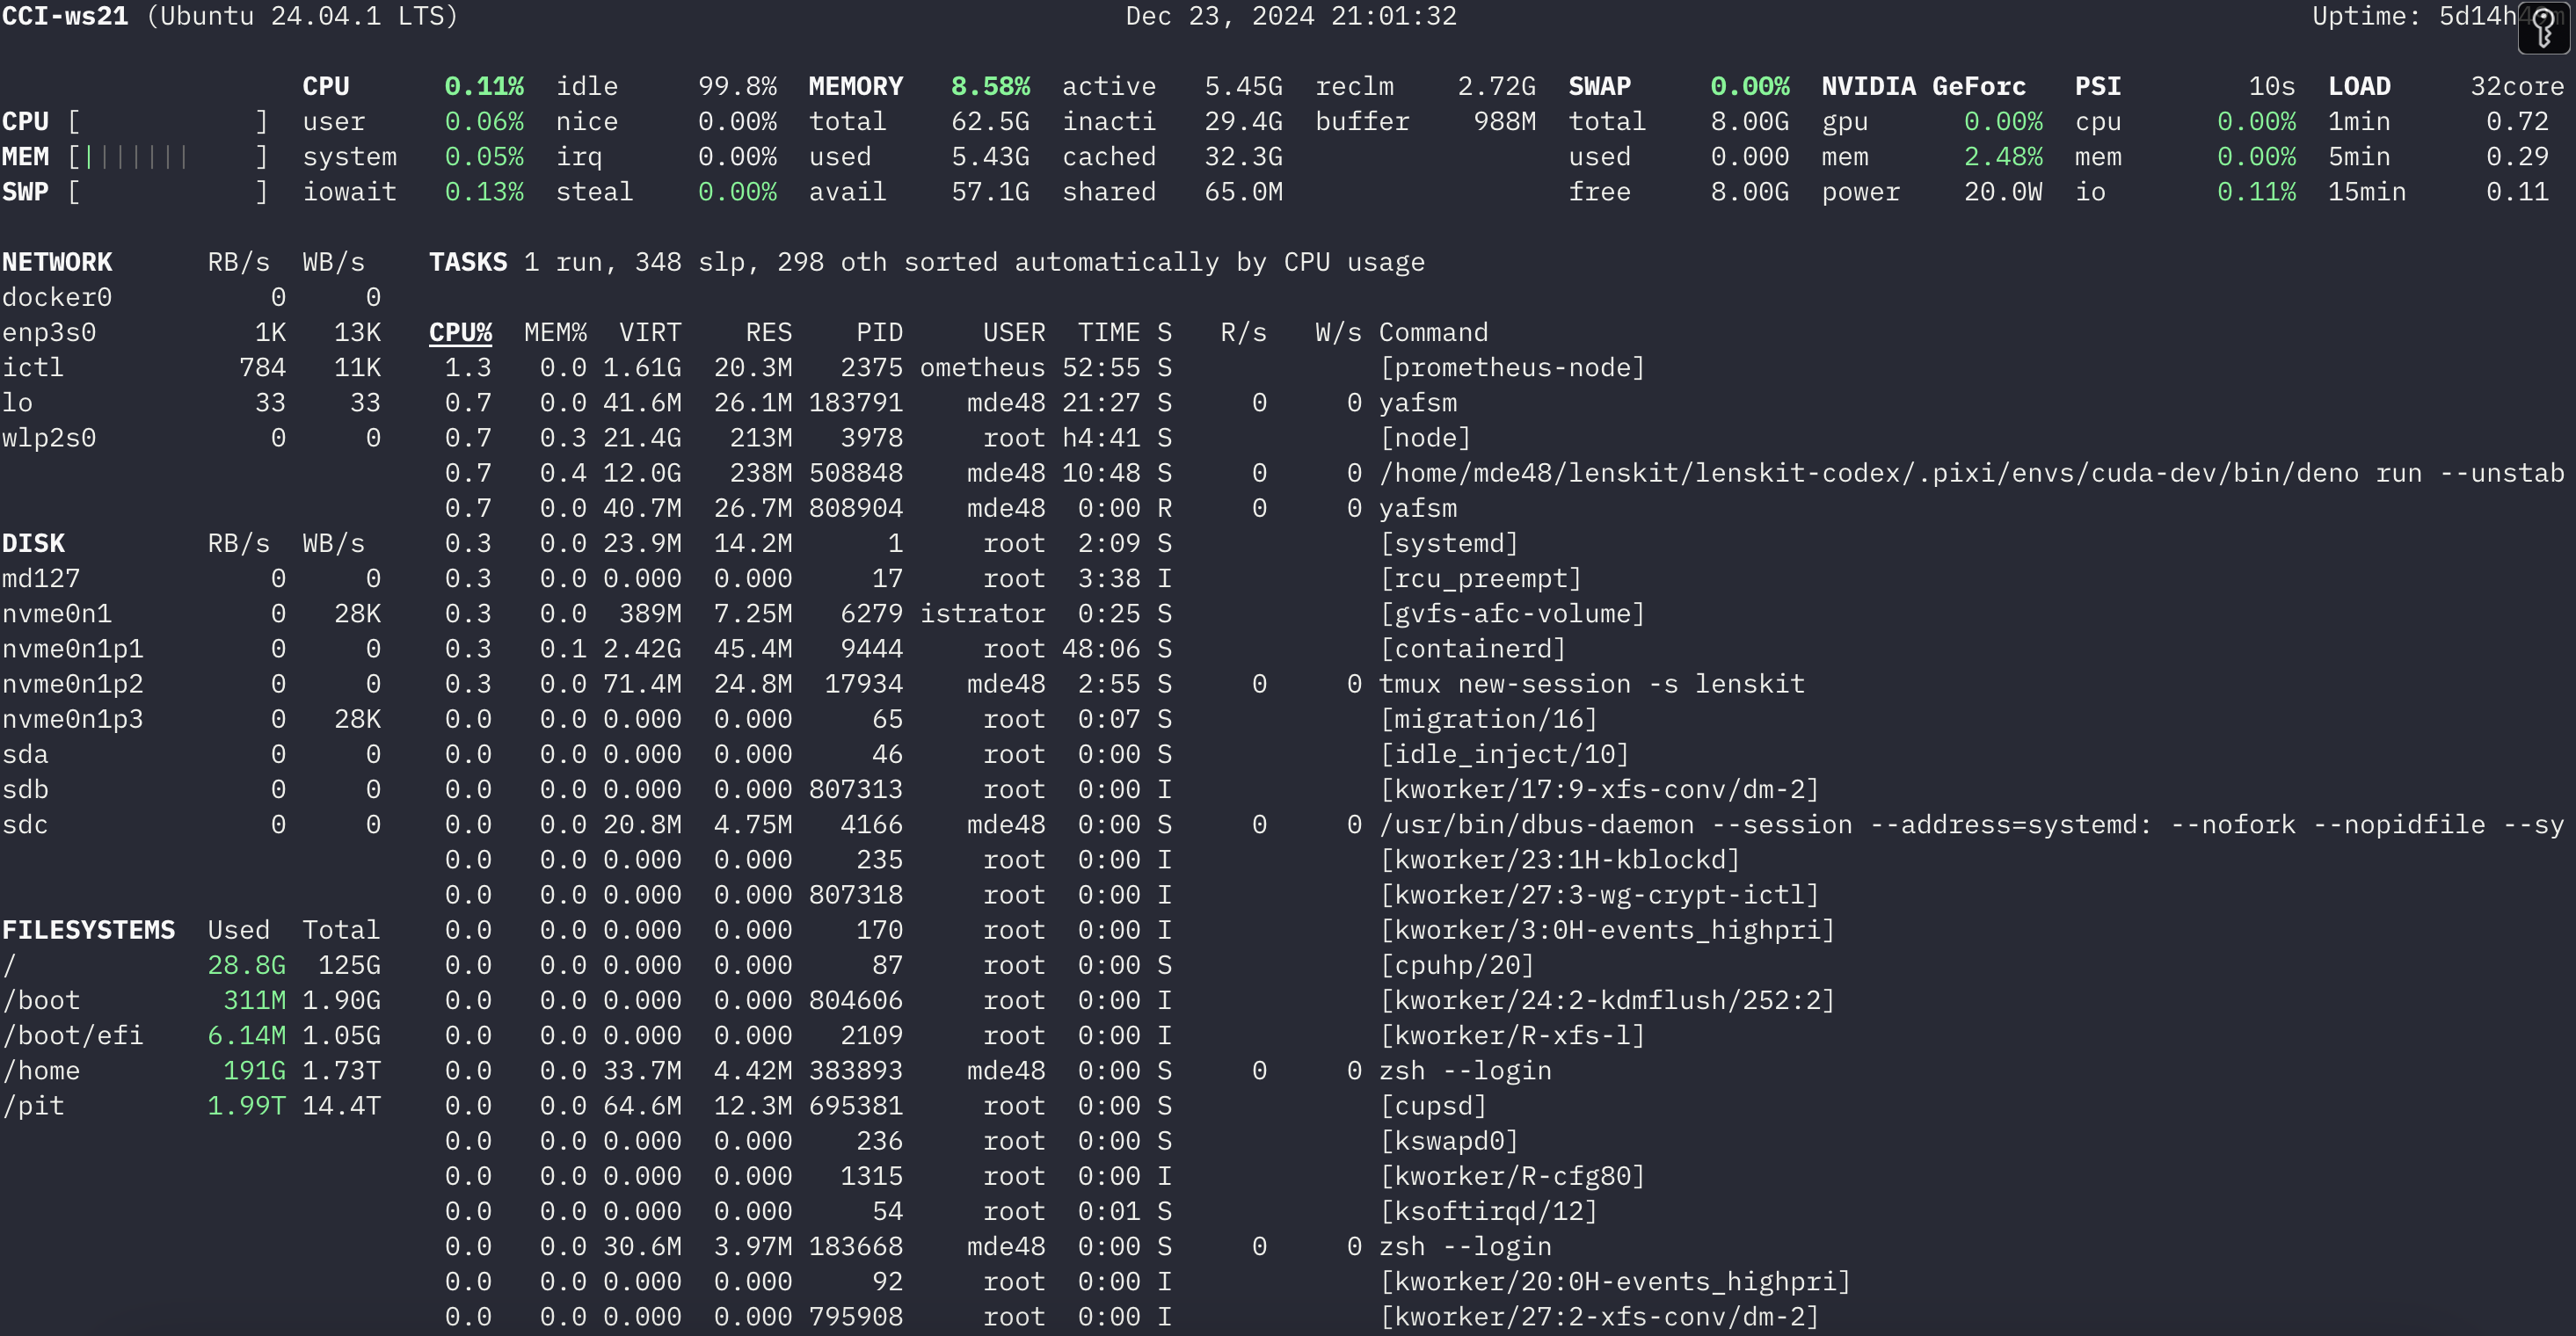 CCI-ws21 (Ubuntu 24.04.1 LTS) Dec 23, 2024 21:01:32 Uptime: 5d14h
CPU 0.11% idle 99.8% MEMORY 8.58% active 5.45G reclm 2.72G SWAP 0.00% NVIDIA GeForc PSI 10s LOAD 32core
CPU [ ] user 0.06% nice 0.00% total 62.5G inacti 29.4G buffer 988M total 8.00G gpu 0.00% cpu 0.00% 1min 0.72
MEM [||||||| ] system 0.05% irq 0.00% used 5.43G cached 32.3G used 0.000 mem 2.48% mem 0.00% 5min 0.29
SWP [ ] iowait 0.13% steal 0.00% avail 57.1G shared 65.0M free 8.00G power 20.0W io 0.11% 15min 0.11
NETWORK RB/s WB/s TASKS 1 run, 348 slp, 298 oth sorted automatically by CPU usage
docker0 0 0
enp3s0 1K 13K CPU% MEM% VIRT RES PID USER TIME S R/s W/s Command
ictl 784 11K 1.3 0.0 1.61G 20.3M 2375 ometheus 52:55 S [prometheus-node]
lo 33 33 0.7 0.0 41.6M 26.1M 183791 mde48 21:27 S 0 0 yafsm
wlp2s0 0 0 0.7 0.3 21.4G 213M 3978 root h4:41 S [node]
0.7 0.4 12.0G 238M 508848 mde48 10:48 S 0 0 /home/mde48/lenskit/lenskit-codex/.pixi/envs/cuda-dev/bin/deno run --unstab
0.7 0.0 40.7M 26.7M 808904 mde48 0:00 R 0 0 yafsm
DISK RB/s WB/s 0.3 0.0 23.9M 14.2M 1 root 2:09 S [systemd]
md127 0 0 0.3 0.0 0.000 0.000 17 root 3:38 I [rcu_preempt]
nvme0n1 0 28K 0.3 0.0 389M 7.25M 6279 istrator 0:25 S [gvfs-afc-volume]
nvme0n1p1 0 0 0.3 0.1 2.42G 45.4M 9444 root 48:06 S [containerd]
nvme0n1p2 0 0 0.3 0.0 71.4M 24.8M 17934 mde48 2:55 S 0 0 tmux new-session -s lenskit
nvme0n1p3 0 28K 0.0 0.0 0.000 0.000 65 root 0:07 S [migration/16]
sda 0 0 0.0 0.0 0.000 0.000 46 root 0:00 S [idle_inject/10]
sdb 0 0 0.0 0.0 0.000 0.000 807313 root 0:00 I [kworker/17:9-xfs-conv/dm-2]
sdc 0 0 0.0 0.0 20.8M 4.75M 4166 mde48 0:00 S 0 0 /usr/bin/dbus-daemon --session --address=systemd: --nofork --nopidfile --sy
0.0 0.0 0.000 0.000 235 root 0:00 I [kworker/23:1H-kblockd]
0.0 0.0 0.000 0.000 807318 root 0:00 I [kworker/27:3-wg-crypt-ictl]
FILESYSTEMS Used Total 0.0 0.0 0.000 0.000 170 root 0:00 I [kworker/3:0H-events_highpri]
/ 28.8G 125G 0.0 0.0 0.000 0.000 87 root 0:00 S [cpuhp/20]
/boot 311M 1.90G 0.0 0.0 0.000 0.000 804606 root 0:00 I [kworker/24:2-kdmflush/252:2]
/boot/efi 6.14M 1.05G 0.0 0.0 0.000 0.000 2109 root 0:00 I [kworker/R-xfs-l]
/home 191G 1.73T 0.0 0.0 33.7M 4.42M 383893 mde48 0:00 S 0 0 zsh --login
/pit 1.99T 14.4T 0.0 0.0 64.6M 12.3M 695381 root 0:00 S [cupsd]
0.0 0.0 0.000 0.000 236 root 0:00 S [kswapd0]
0.0 0.0 0.000 0.000 1315 root 0:00 I [kworker/R-cfg80]
0.0 0.0 0.000 0.000 54 root 0:01 S [ksoftirqd/12]
0.0 0.0 30.6M 3.97M 183668 mde48 0:00 S 0 0 zsh --login
0.0 0.0 0.000 0.000 92 root 0:00 I [kworker/20:0H-events_highpri]
0.0 0.0 0.000 0.000 795908 root 0:00 I [kworker/27:2-xfs-conv/dm-2]